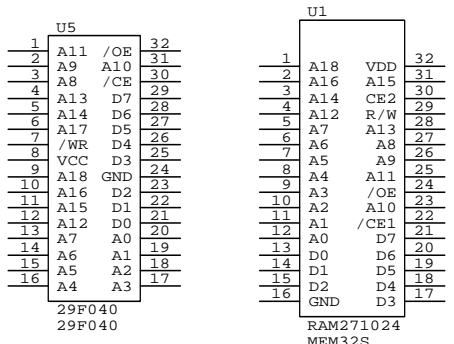 U5
1 A11 /OE 32
2 A9 A10 31
3 A8 /CE 30
4 A13 D7 29
5 A14 D6 28
6 A17 D5 27
7 /WR D4 26
8 VCC D3 25
9 A18 GND 24
10 A16 D2 23
11 A15 D1 22
12 A12 D0 21
13 A7 A0 20
14 A6 A1 19
15 A5 A2 18
16 A4 A3 17
29F040
29F040
U1
1 A18 VDD 32
2 A16 A15 31
3 A14 CE2 30
4 A12 R/W 29
5 A7 A13 28
6 A6 A8 27
7 A5 A9 26
8 A4 A11 25
9 A3 /OE 24
10 A2 A10 23
11 A1 /CE1 22
12 A0 D7 21
13 D0 D6 20
14 D1 D5 19
15 D2 D4 18
16 GND D3 17
RAM271024
MEM32S